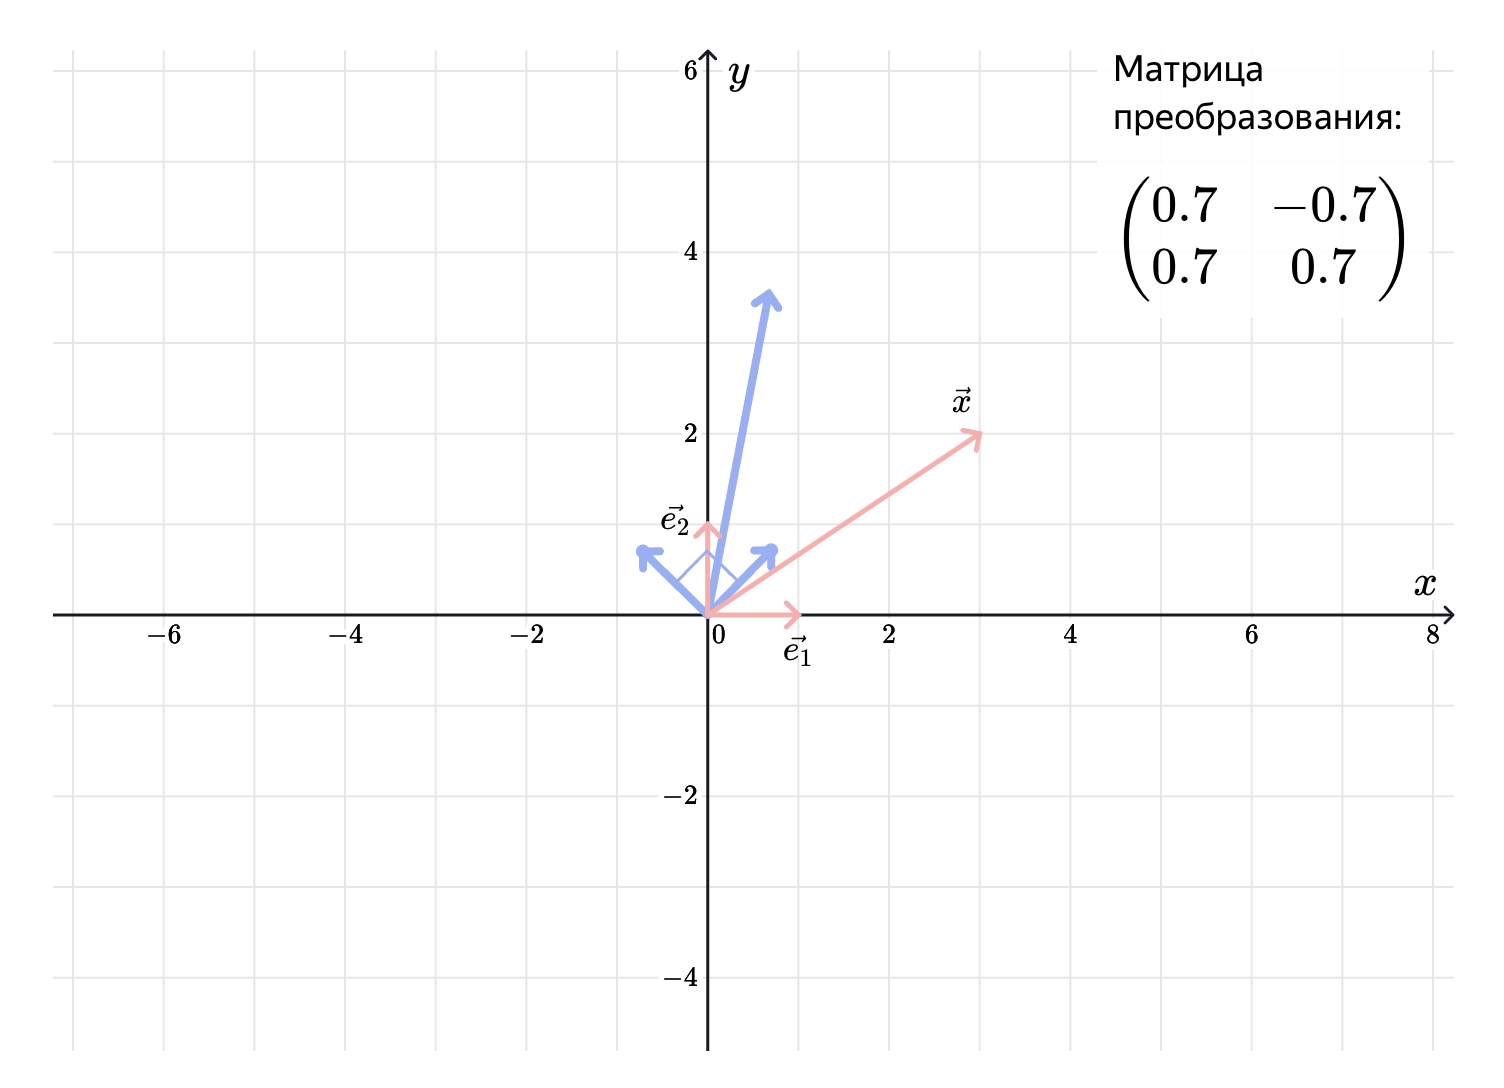 6
y
Матрица
преобразования:
0.7 −0.7
0.7 0.7
4
x⃗
2
e⃗₂
x
−6 −4 −2 0 2 4 6 8
e⃗₁
−2
−4